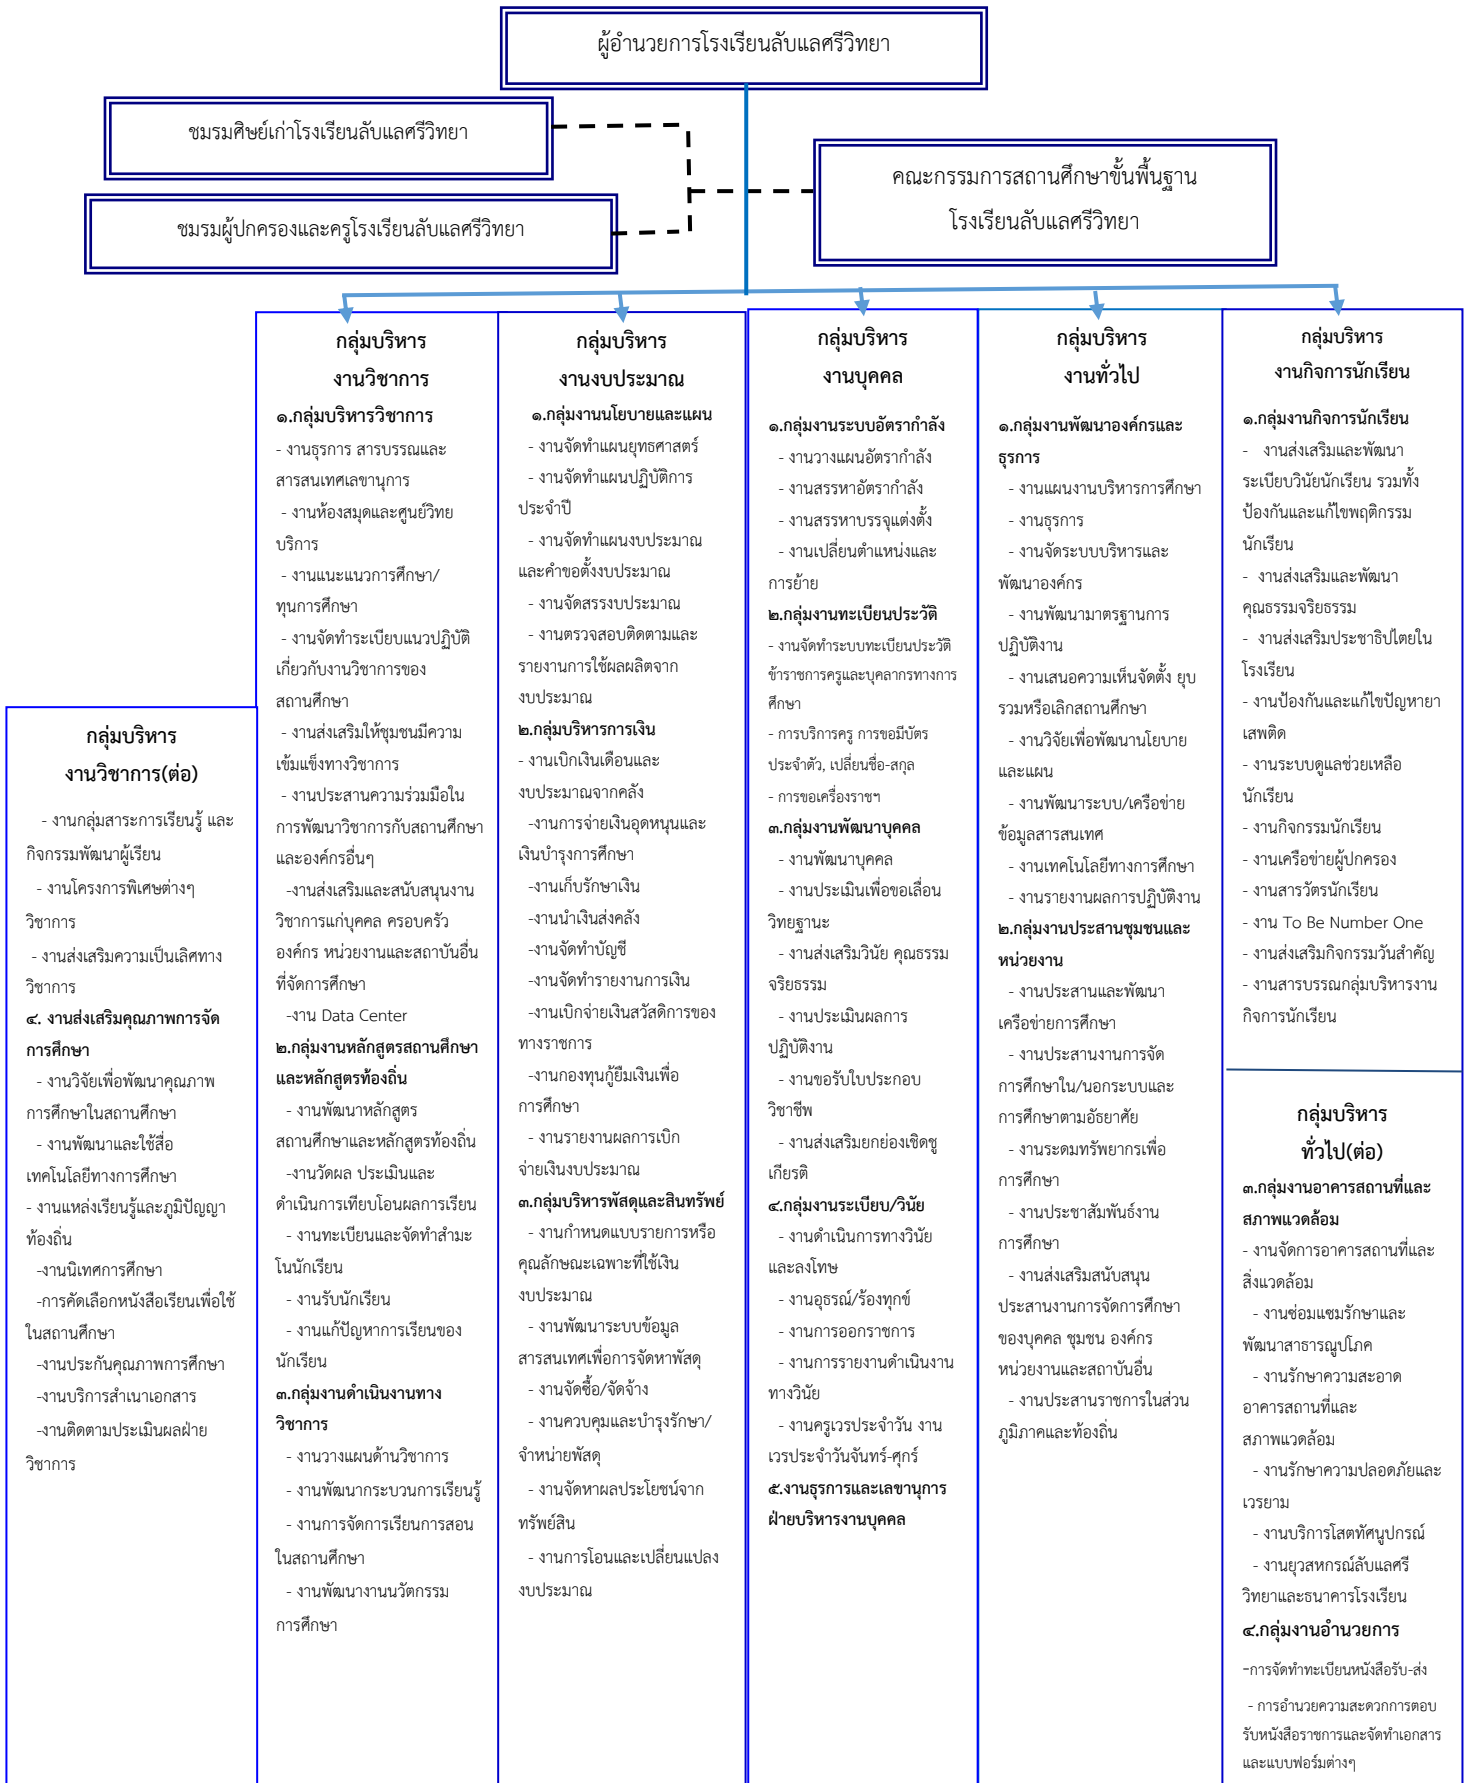 ผู้อำนวยการโรงเรียนลับแลศรีวิทยา
ชมรมศิษย์เก่าโรงเรียนลับแลศรีวิทยา
คณะกรรมการสถานศึกษาขั้นพื้นฐาน
โรงเรียนลับแลศรีวิทยา
ชมรมผู้ปกครองและครูโรงเรียนลับแลศรีวิทยา
กลุ่มบริหาร
งานวิชาการ(ต่อ)
- งานกลุ่มสาระการเรียนรู้ และ
กิจกรรมพัฒนาผู้เรียน
- งานโครงการพิเศษต่างๆ
วิชาการ
- งานส่งเสริมความเป็นเลิศทาง
วิชาการ
๔. งานส่งเสริมคุณภาพการจัด
การศึกษา
- งานวิจัยเพื่อพัฒนาคุณภาพ
การศึกษาในสถานศึกษา
- งานพัฒนาและใช้สื่อ
เทคโนโลยีทางการศึกษา
- งานแหล่งเรียนรู้และภูมิปัญญา
ท้องถิ่น
-งานนิเทศการศึกษา
-การคัดเลือกหนังสือเรียนเพื่อใช้
ในสถานศึกษา
-งานประกันคุณภาพการศึกษา
-งานบริการสำเนาเอกสาร
-งานติดตามประเมินผลฝ่าย
วิชาการ
กลุ่มบริหาร
งานวิชาการ
๑.กลุ่มบริหารวิชาการ
- งานธุรการ สารบรรณและ
สารสนเทศเลขานุการ
- งานห้องสมุดและศูนย์วิทย
บริการ
- งานแนะแนวการศึกษา/
ทุนการศึกษา
- งานจัดทำระเบียบแนวปฏิบัติ
เกี่ยวกับงานวิชาการของ
สถานศึกษา
- งานส่งเสริมให้ชุมชนมีความ
เข้มแข็งทางวิชาการ
- งานประสานความร่วมมือใน
การพัฒนาวิชาการกับสถานศึกษา
และองค์กรอื่นๆ
-งานส่งเสริมและสนับสนุนงาน
วิชาการแก่บุคคล ครอบครัว
องค์กร หน่วยงานและสถาบันอื่น
ที่จัดการศึกษา
-งาน Data Center
๒.กลุ่มงานหลักสูตรสถานศึกษา
และหลักสูตรท้องถิ่น
- งานพัฒนาหลักสูตร
สถานศึกษาและหลักสูตรท้องถิ่น
-งานวัดผล ประเมินและ
ดำเนินการเทียบโอนผลการเรียน
- งานทะเบียนและจัดทำสำมะ
โนนักเรียน
- งานรับนักเรียน
- งานแก้ปัญหาการเรียนของ
นักเรียน
๓.กลุ่มงานดำเนินงานทาง
วิชาการ
- งานวางแผนด้านวิชาการ
- งานพัฒนากระบวนการเรียนรู้
- งานการจัดการเรียนการสอน
ในสถานศึกษา
- งานพัฒนางานนวัตกรรม
การศึกษา
กลุ่มบริหาร
งานงบประมาณ
๑.กลุ่มงานนโยบายและแผน
- งานจัดทำแผนยุทธศาสตร์
- งานจัดทำแผนปฏิบัติการ
ประจำปี
- งานจัดทำแผนงบประมาณ
และคำขอตั้งงบประมาณ
- งานจัดสรรงบประมาณ
- งานตรวจสอบติดตามและ
รายงานการใช้ผลผลิตจาก
งบประมาณ
๒.กลุ่มบริหารการเงิน
- งานเบิกเงินเดือนและ
งบประมาณจากคลัง
-งานการจ่ายเงินอุดหนุนและ
เงินบำรุงการศึกษา
-งานเก็บรักษาเงิน
-งานนำเงินส่งคลัง
-งานจัดทำบัญชี
-งานจัดทำรายงานการเงิน
-งานเบิกจ่ายเงินสวัสดิการของ
ทางราชการ
-งานกองทุนกู้ยืมเงินเพื่อ
การศึกษา
- งานรายงานผลการเบิก
จ่ายเงินงบประมาณ
๓.กลุ่มบริหารพัสดุและสินทรัพย์
- งานกำหนดแบบรายการหรือ
คุณลักษณะเฉพาะที่ใช้เงิน
งบประมาณ
- งานพัฒนาระบบข้อมูล
สารสนเทศเพื่อการจัดหาพัสดุ
- งานจัดซื้อ/จัดจ้าง
- งานควบคุมและบำรุงรักษา/
จำหน่ายพัสดุ
- งานจัดหาผลประโยชน์จาก
ทรัพย์สิน
- งานการโอนและเปลี่ยนแปลง
งบประมาณ
กลุ่มบริหาร
งานบุคคล
๑.กลุ่มงานระบบอัตรากำลัง
- งานวางแผนอัตรากำลัง
- งานสรรหาอัตรากำลัง
- งานสรรหาบรรจุแต่งตั้ง
- งานเปลี่ยนตำแหน่งและ
การย้าย
๒.กลุ่มงานทะเบียนประวัติ
- งานจัดทำระบบทะเบียนประวัติ
ข้าราชการครูและบุคลากรทางการ
ศึกษา
- การบริการครู การขอมีบัตร
ประจำตัว, เปลี่ยนชื่อ-สกุล
- การขอเครื่องราชฯ
๓.กลุ่มงานพัฒนาบุคคล
- งานพัฒนาบุคคล
- งานประเมินเพื่อขอเลื่อน
วิทยฐานะ
- งานส่งเสริมวินัย คุณธรรม
จริยธรรม
- งานประเมินผลการ
ปฏิบัติงาน
- งานขอรับใบประกอบ
วิชาชีพ
- งานส่งเสริมยกย่องเชิดชู
เกียรติ
๔.กลุ่มงานระเบียบ/วินัย
- งานดำเนินการทางวินัย
และลงโทษ
- งานอุธรณ์/ร้องทุกข์
- งานการออกราชการ
- งานการรายงานดำเนินงาน
ทางวินัย
- งานครูเวรประจำวัน งาน
เวรประจำวันจันทร์-ศุกร์
๕.งานธุรการและเลขานุการ
ฝ่ายบริหารงานบุคคล
กลุ่มบริหาร
งานทั่วไป
๑.กลุ่มงานพัฒนาองค์กรและ
ธุรการ
- งานแผนงานบริหารการศึกษา
- งานธุรการ
- งานจัดระบบบริหารและ
พัฒนาองค์กร
- งานพัฒนามาตรฐานการ
ปฏิบัติงาน
- งานเสนอความเห็นจัดตั้ง ยุบ
รวมหรือเลิกสถานศึกษา
- งานวิจัยเพื่อพัฒนานโยบาย
และแผน
- งานพัฒนาระบบ/เครือข่าย
ข้อมูลสารสนเทศ
- งานเทคโนโลยีทางการศึกษา
- งานรายงานผลการปฏิบัติงาน
๒.กลุ่มงานประสานชุมชนและ
หน่วยงาน
- งานประสานและพัฒนา
เครือข่ายการศึกษา
- งานประสานงานการจัด
การศึกษาใน/นอกระบบและ
การศึกษาตามอัธยาศัย
- งานระดมทรัพยากรเพื่อ
การศึกษา
- งานประชาสัมพันธ์งาน
การศึกษา
- งานส่งเสริมสนับสนุน
ประสานงานการจัดการศึกษา
ของบุคคล ชุมชน องค์กร
หน่วยงานและสถาบันอื่น
- งานประสานราชการในส่วน
ภูมิภาคและท้องถิ่น
กลุ่มบริหาร
งานกิจการนักเรียน
๑.กลุ่มงานกิจการนักเรียน
- งานส่งเสริมและพัฒนา
ระเบียบวินัยนักเรียน รวมทั้ง
ป้องกันและแก้ไขพฤติกรรม
นักเรียน
- งานส่งเสริมและพัฒนา
คุณธรรมจริยธรรม
- งานส่งเสริมประชาธิปไตยใน
โรงเรียน
- งานป้องกันและแก้ไขปัญหายา
เสพติด
- งานระบบดูแลช่วยเหลือ
นักเรียน
- งานกิจกรรมนักเรียน
- งานเครือข่ายผู้ปกครอง
- งานสารวัตรนักเรียน
- งาน To Be Number One
- งานส่งเสริมกิจกรรมวันสำคัญ
- งานสารบรรณกลุ่มบริหารงาน
กิจการนักเรียน
กลุ่มบริหาร
ทั่วไป(ต่อ)
๓.กลุ่มงานอาคารสถานที่และ
สภาพแวดล้อม
- งานจัดการอาคารสถานที่และ
สิ่งแวดล้อม
- งานซ่อมแซมรักษาและ
พัฒนาสาธารณูปโภค
- งานรักษาความสะอาด
อาคารสถานที่และ
สภาพแวดล้อม
- งานรักษาความปลอดภัยและ
เวรยาม
- งานบริการโสตทัศนูปกรณ์
- งานยุวสหกรณ์ลับแลศรี
วิทยาและธนาคารโรงเรียน
๔.กลุ่มงานอำนวยการ
-การจัดทำทะเบียนหนังสือรับ-ส่ง
- การอำนวยความสะดวกการตอบ
รับหนังสือราชการและจัดทำเอกสาร
และแบบฟอร์มต่างๆ